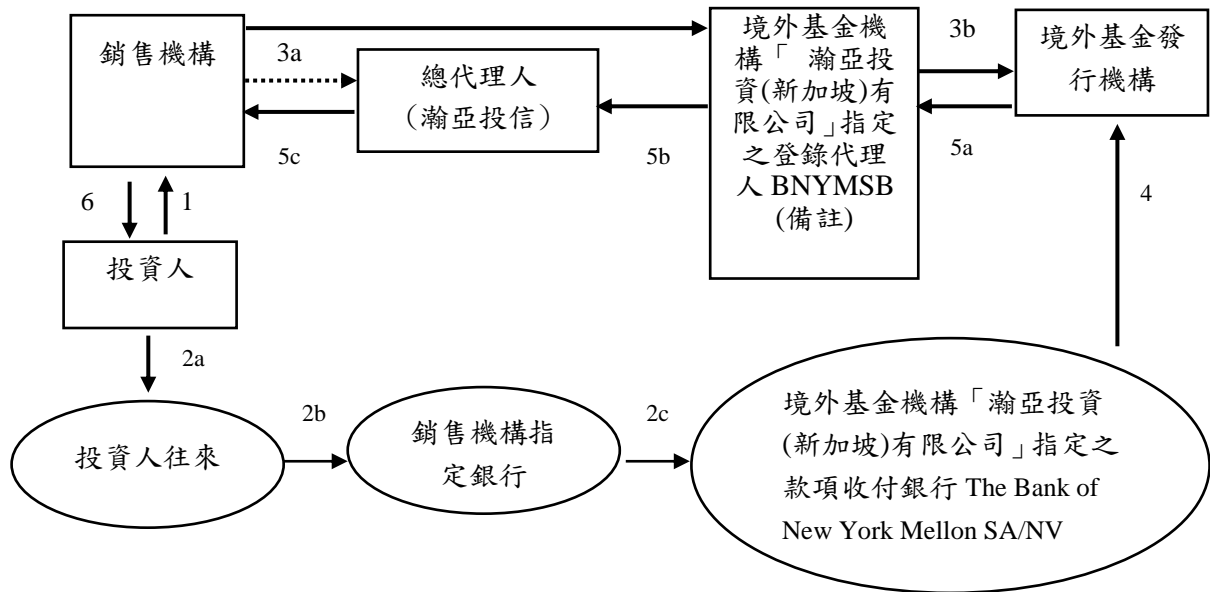 銷售機構
3a
總代理人
（瀚亞投信）
5c
境外基金機
構「 瀚亞投
資(新加坡)有
限公司」指定
之登錄代理
人 BNYMSB
(備註)
5b
3b
5a
境外基金發
行機構
4
6
1
投資人
2a
投資人往來
2b
銷售機構指
定銀行
2c
境外基金機構「瀚亞投資
(新加坡)有限公司」指定之
款項收付銀行 The Bank of
New York Mellon SA/NV